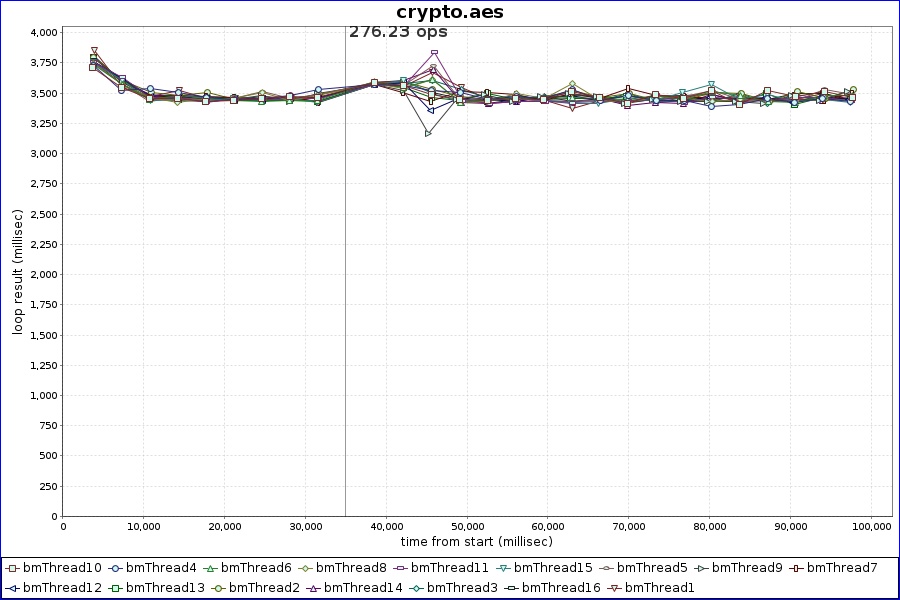 crypto.aes
276.23 ops
4,000
3,750
3,500
3,250
3,000
2,750
2,500
2,250
2,000
1,750
1,500
1,250
1,000
750
500
250
0
loop result (millisec)
0 10,000 20,000 30,000 40,000 50,000 60,000 70,000 80,000 90,000 100,000
time from start (millisec)
bmThread10 bmThread4 bmThread6 bmThread8 bmThread11 bmThread15 bmThread5 bmThread9 bmThread7
bmThread12 bmThread13 bmThread2 bmThread14 bmThread3 bmThread16 bmThread1